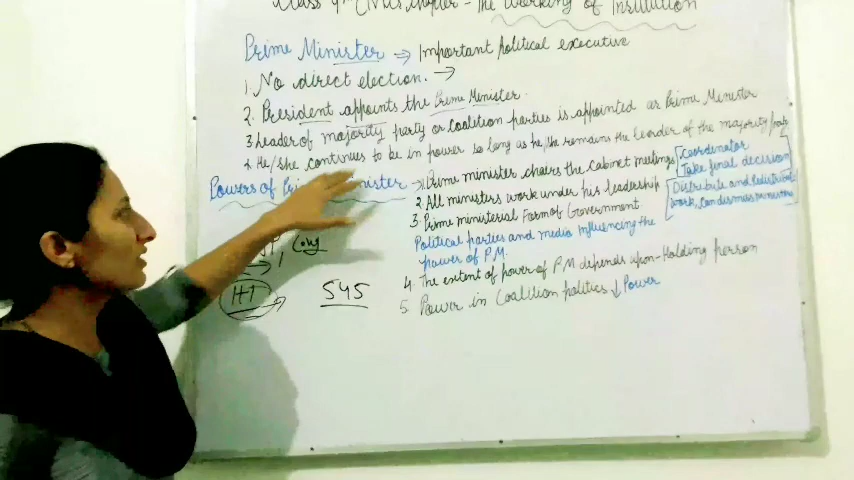 Class 9th Civics, Chapter - The Working of Institution
Prime Minister ⇒ Important political executive
1. No direct election. →
2. President appoints the Prime Minister.
3. Leader of majority party or Coalition parties is appointed as Prime Minister
4. He/she continues to be in power so long as he/she remains the leader of the majority party
Powers of Minister → 1. Prime minister chairs the Cabinet meetings [Coordinator
Take final decision]
2. All ministers work under his leadership [Distribute and
work, Can dismiss ministers]
3. Prime ministerial Form of Government
Political parties and media influencing the
power of P.M.
4. The extent of power of P.M. depends upon - Holding person
5. Power in Coalition politics ↓ Power
Cong
HT
545